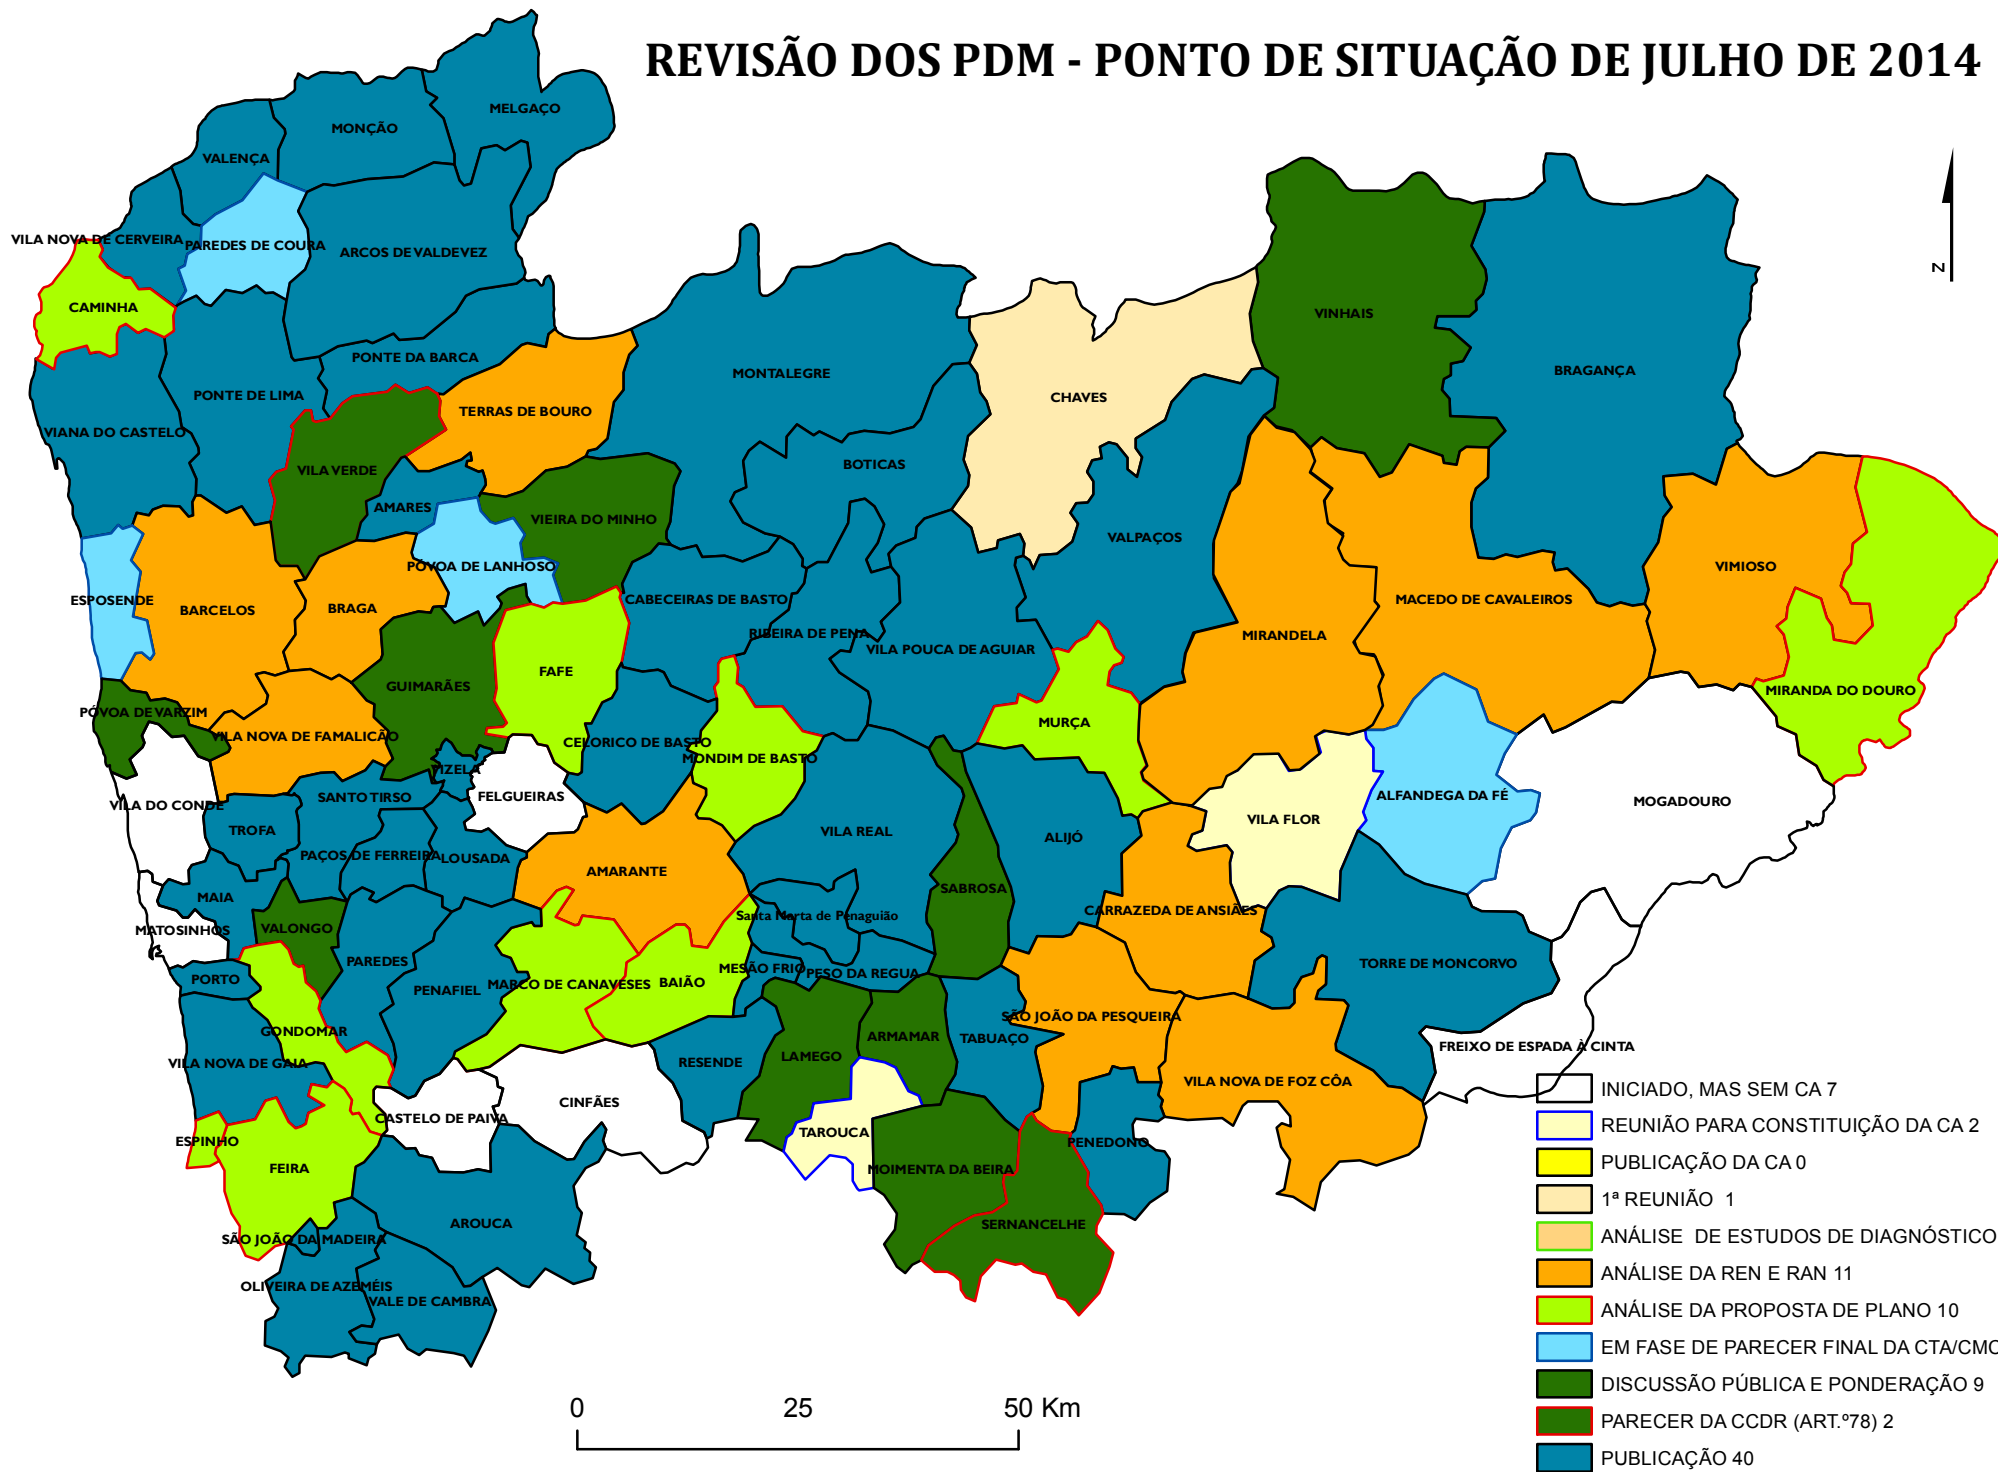 REVISÃO DOS PDM - PONTO DE SITUAÇÃO DE JULHO DE 2014
MELGAÇO
MONÇÃO
VALENÇA
VILA NOVA DE CERVEIRA
PAREDES DE COURA
ARCOS DE VALDEVEZ
N
CAMINHA
VINHAIS
PONTE DA BARCA
MONTALEGRE
BRAGANÇA
PONTE DE LIMA
CHAVES
TERRAS DE BOURO
VIANA DO CASTELO
VILA VERDE
BOTICAS
AMARES
VIEIRA DO MINHO
VALPAÇOS
PÓVOA DE LANHOSO
VIMIOSO
ESPOSENDE
BARCELOS
BRAGA
CABECEIRAS DE BASTO
MACEDO DE CAVALEIROS
RIBEIRA DE PENA
MIRANDELA
VILA POUCA DE AGUIAR
FAFE
GUIMARÃES
MIRANDA DO DOURO
PÓVOA DE VARZIM
MURÇA
VILA NOVA DE FAMALICÃO
CELORICO DE BASTO
MONDIM DE BASTO
VIZELA
SANTO TIRSO
FELGUEIRAS
ALFANDEGA DA FÉ
MOGADOURO
VILA DO CONDE
VILA FLOR
TROFA
VILA REAL
ALIJÓ
PAÇOS DE FERREIRA
LOUSADA
AMARANTE
SABROSA
MAIA
Santa Marta de Penaguião
CARRAZEDA DE ANSIÃES
MATOSINHOS
VALONGO
PAREDES
TORRE DE MONCORVO
PORTO
PENAFIEL
MARCO DE CANAVESES
BAIÃO
MESÃO FRIO
PESO DA REGUA
GONDOMAR
SÃO JOÃO DA PESQUEIRA
ARMAMAR
TABUAÇO
FREIXO DE ESPADA À CINTA
VILA NOVA DE GAIA
RESENDE
LAMEGO
VILA NOVA DE FOZ CÔA
CASTELO DE PAIVA
CINFÃES
TAROUCA
ESPINHO
PENEDONO
FEIRA
MOIMENTA DA BEIRA
AROUCA
SERNANCELHE
SÃO JOÃO DA MADEIRA
OLIVEIRA DE AZEMÉIS
VALE DE CAMBRA
INICIADO, MAS SEM CA 7
REUNIÃO PARA CONSTITUIÇÃO DA CA 2
PUBLICAÇÃO DA CA 0
1ª REUNIÃO 1
ANÁLISE DE ESTUDOS DE DIAGNÓSTICO
ANÁLISE DA REN E RAN 11
ANÁLISE DA PROPOSTA DE PLANO 10
EM FASE DE PARECER FINAL DA CTA/CMC
DISCUSSÃO PÚBLICA E PONDERAÇÃO 9
PARECER DA CCDR (ART.º78) 2
PUBLICAÇÃO 40
0 25 50 Km